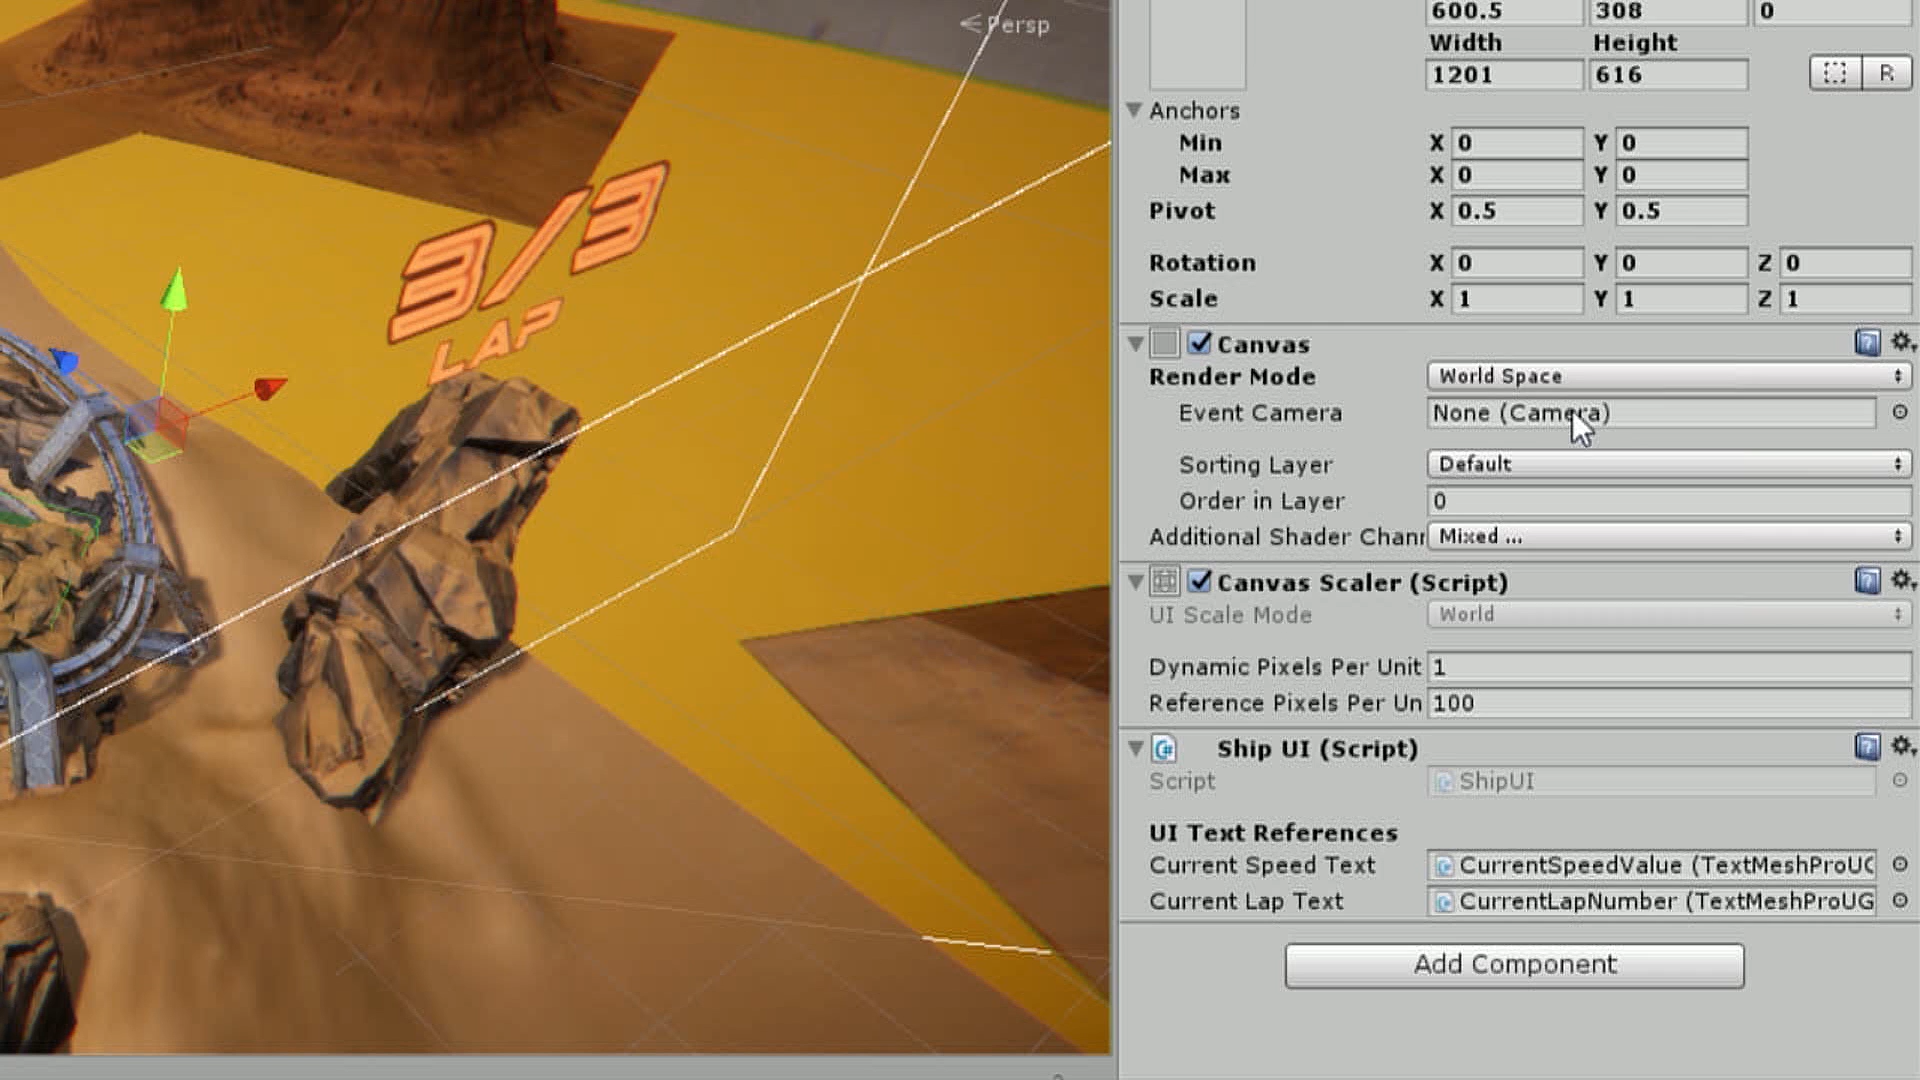 Persp
3/3
LAP
600.5 308 0
Width Height
1201 616
R
Anchors
Min X 0 Y 0
Max X 0 Y 0
Pivot X 0.5 Y 0.5
Rotation X 0 Y 0 Z 0
Scale X 1 Y 1 Z 1
Canvas
Render Mode World Space
Event Camera None (Camera)
Sorting Layer Default
Order in Layer 0
Additional Shader Chann Mixed ...
Canvas Scaler (Script)
UI Scale Mode World
Dynamic Pixels Per Unit 1
Reference Pixels Per Un 100
Ship UI (Script)
Script ShipUI
UI Text References
Current Speed Text CurrentSpeedValue (TextMeshProUG
Current Lap Text CurrentLapNumber (TextMeshProUG
Add Component